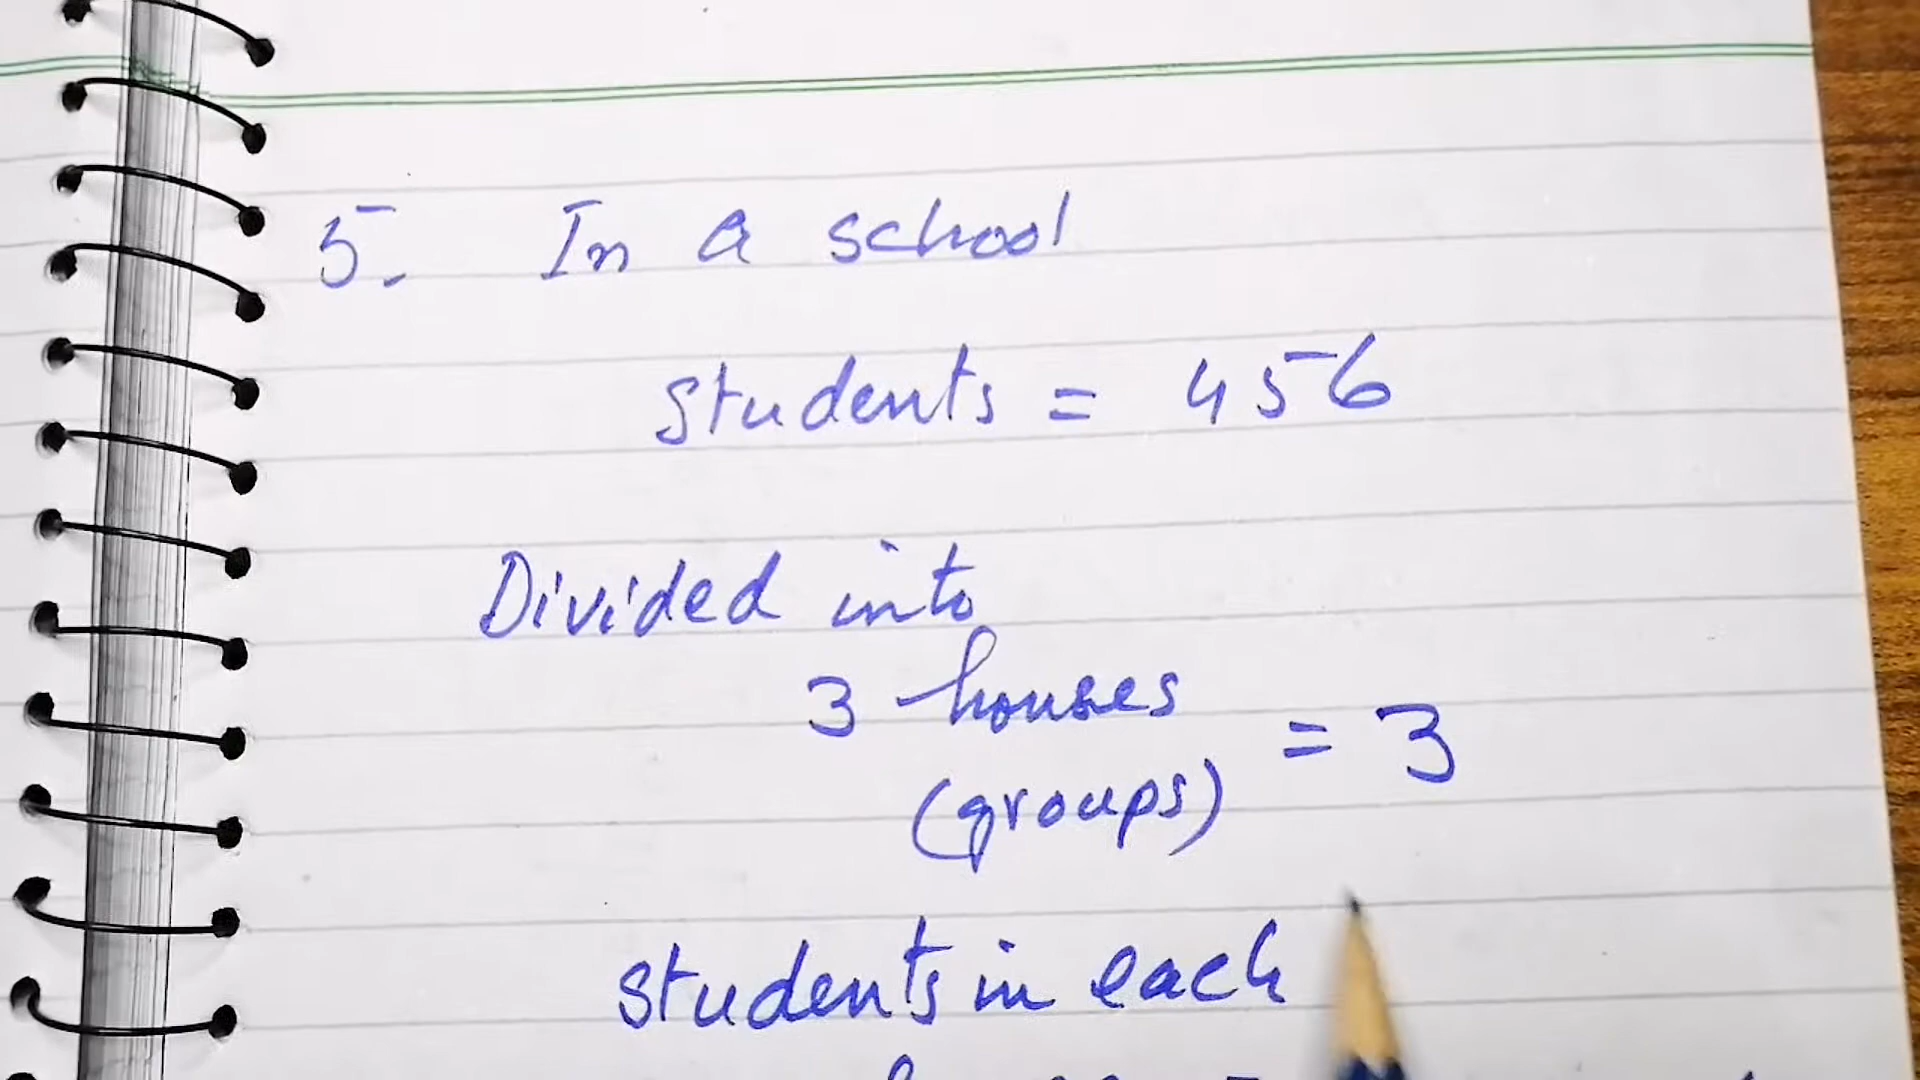 5. In a school
students = 456
Divided into
3 houses
(groups) = 3
students in each